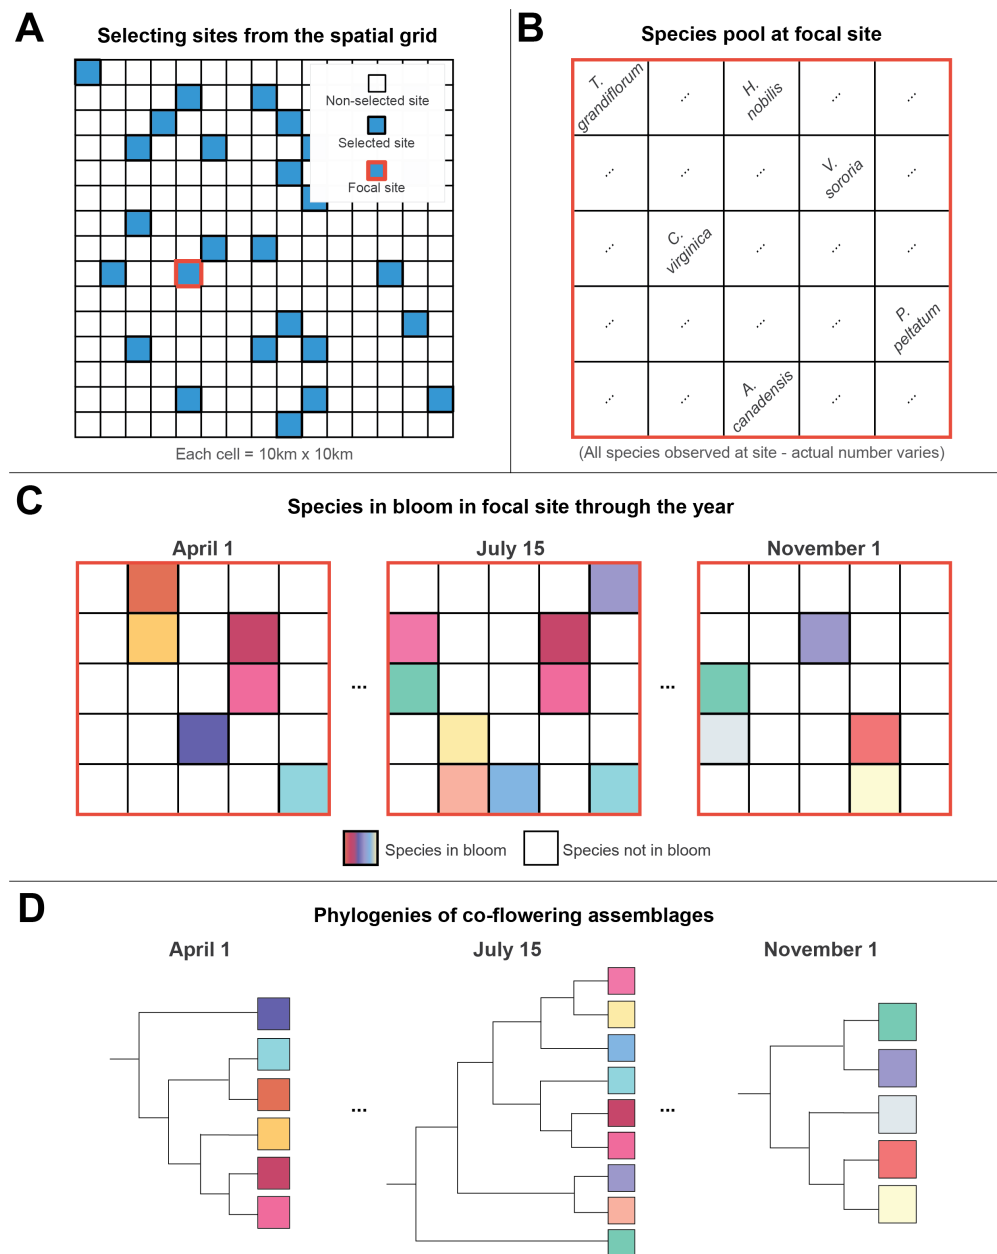 A
Selecting sites from the spatial grid
Non-selected site
Selected site
Focal site
Each cell = 10km x 10km
B
Species pool at focal site
T.
grandiflorum
...
H.
nobilis
...
...
...
...
...
V.
sororia
...
...
C.
virginica
...
...
...
...
...
...
...
P.
peltatum
...
...
A.
canadensis
...
...
(All species observed at site - actual number varies)
C
Species in bloom in focal site through the year
April 1
July 15
November 1
...
...
Species in bloom
Species not in bloom
D
Phylogenies of co-flowering assemblages
April 1
July 15
November 1
...
...